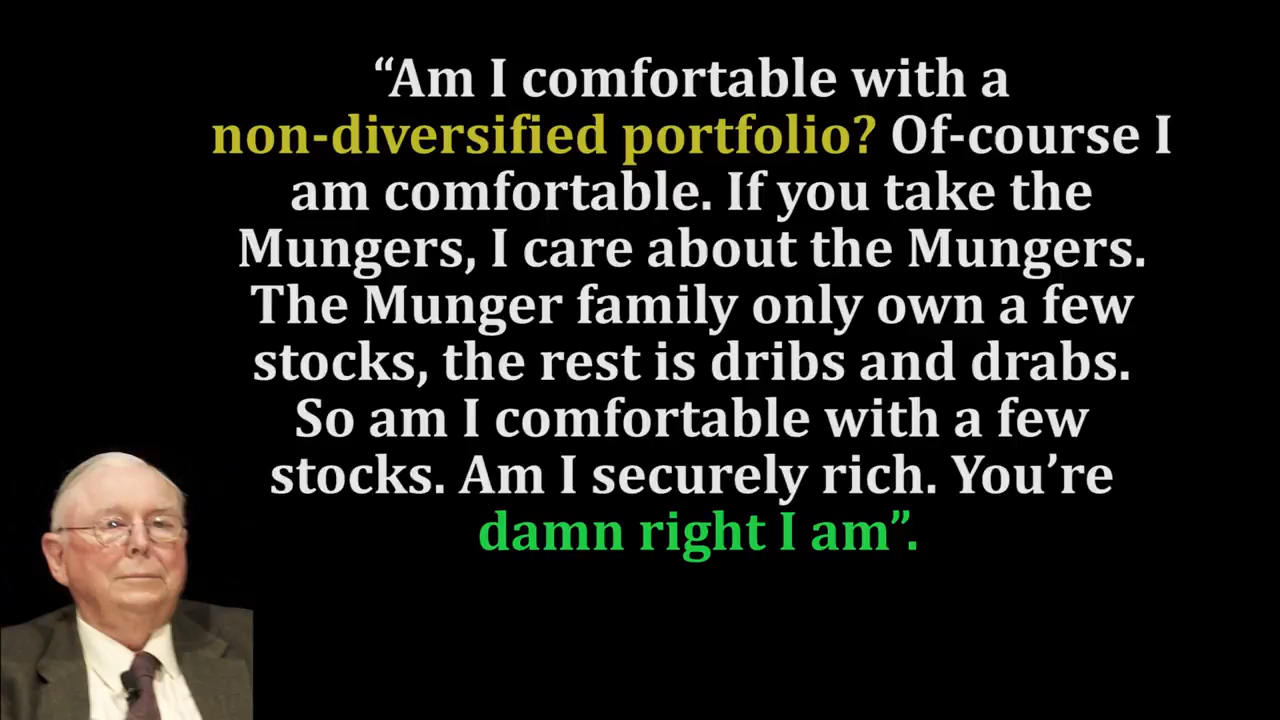 “Am I comfortable with a
non-diversified portfolio? Of-course I
am comfortable. If you take the
Mungers, I care about the Mungers.
The Munger family only own a few
stocks, the rest is dribs and drabs.
So am I comfortable with a few
stocks. Am I securely rich. You’re
damn right I am”.